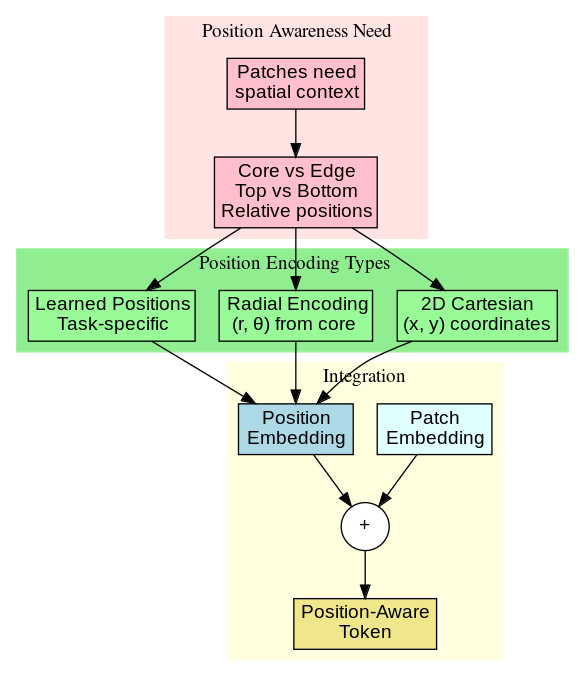 Position Awareness Need
Patches need
spatial context
Core vs Edge
Top vs Bottom
Relative positions
Position Encoding Types
Learned Positions
Task-specific
Radial Encoding
(r, θ) from core
2D Cartesian
(x, y) coordinates
Integration
Position
Embedding
Patch
Embedding
+
Position-Aware
Token